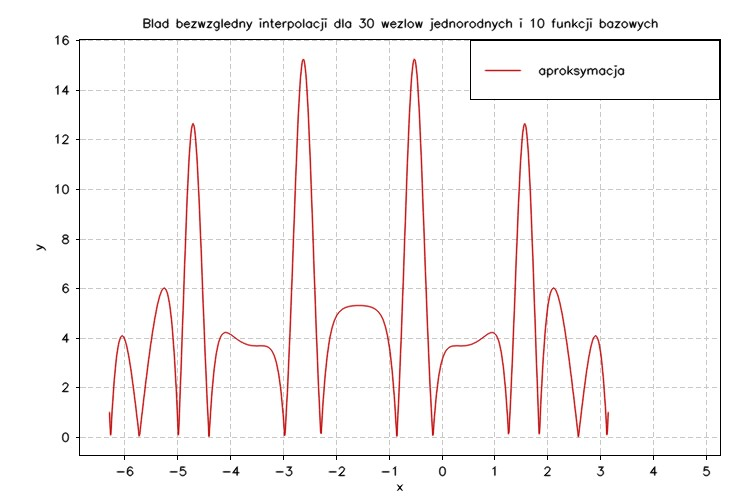 Blad bezwzgledny interpolacji dla 30 wezlow jednorodnych i 10 funkcji bazowych
aproksymacja
16
14
12
10
8
6
4
2
0
y
−6 −5 −4 −3 −2 −1 0 1 2 3 4 5
x